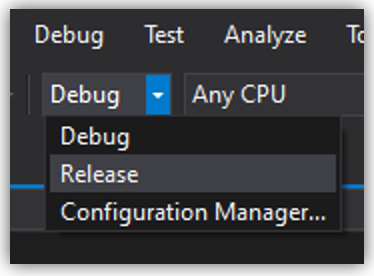 Debug Test Analyze
Debug Any CPU
Debug
Release
Configuration Manager...